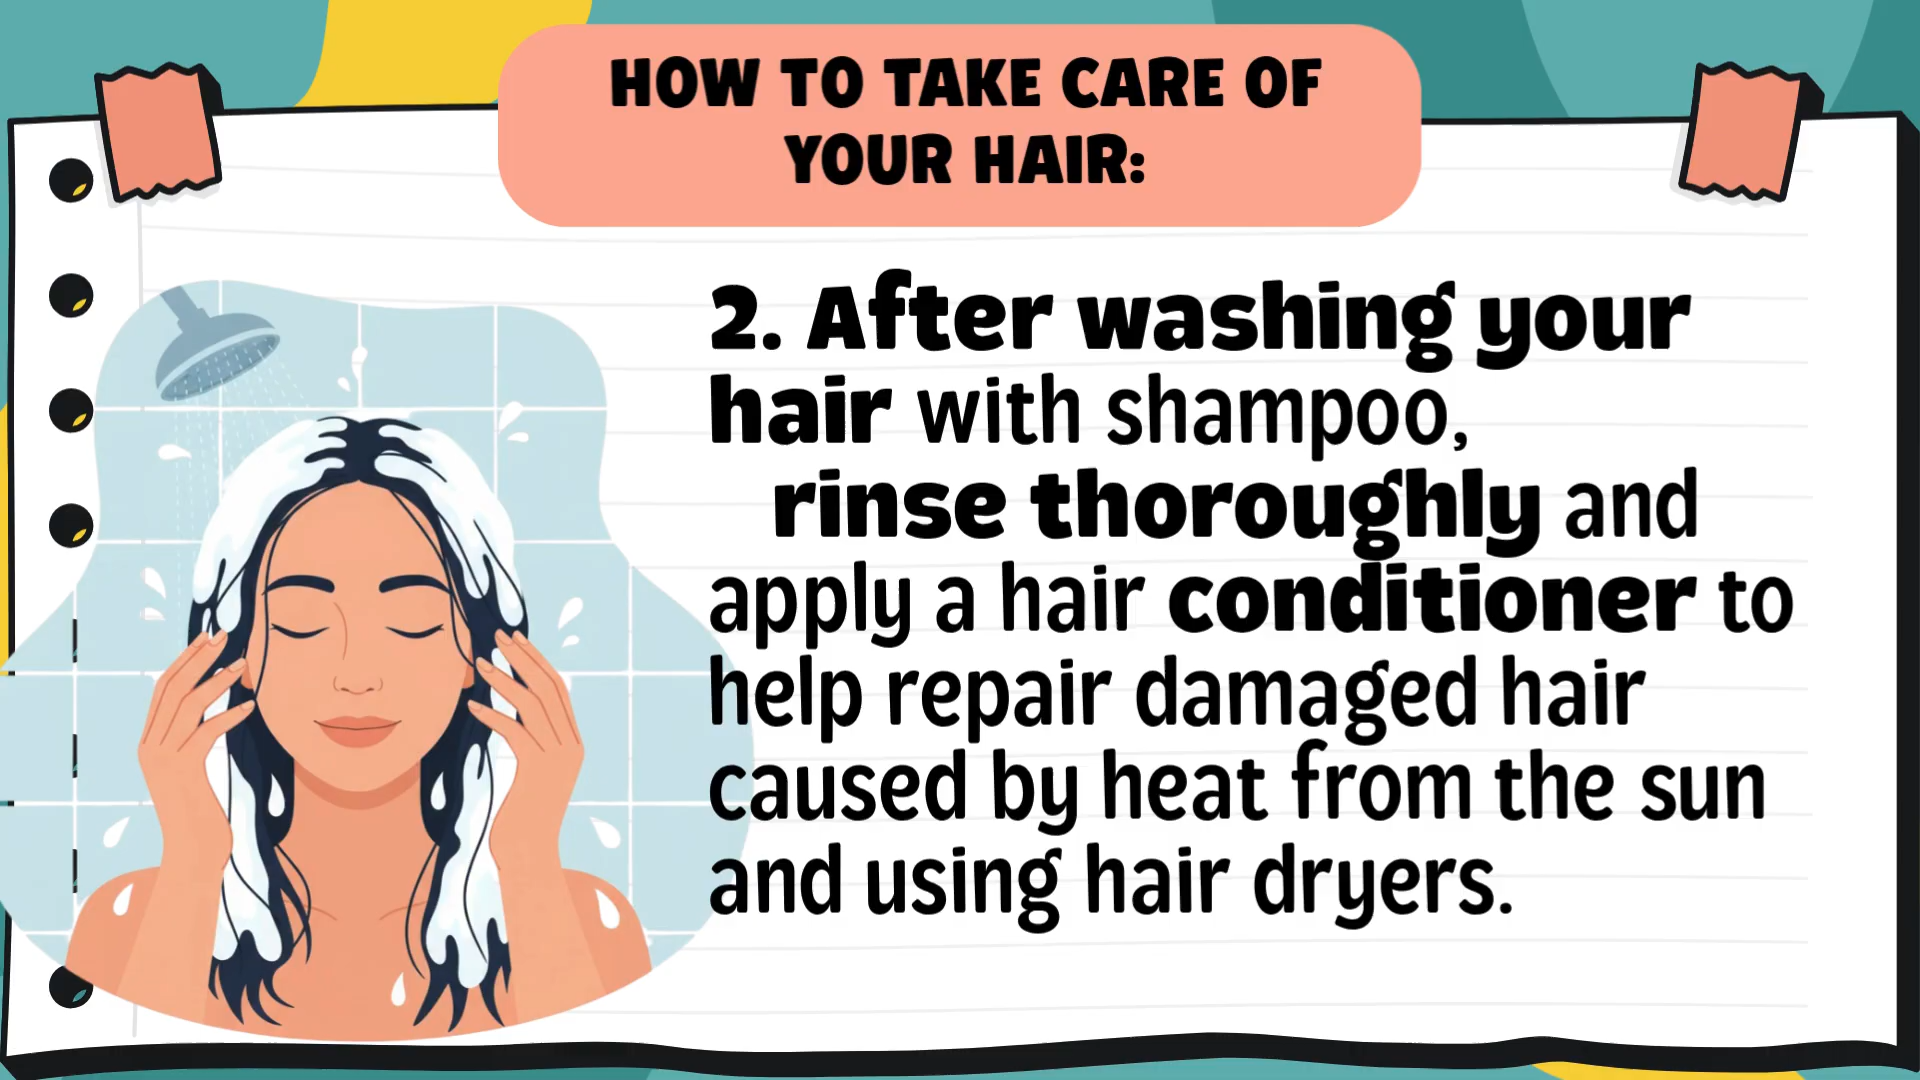 HOW TO TAKE CARE OF
YOUR HAIR:
2. After washing your
hair with shampoo,
rinse thoroughly and
apply a hair conditioner to
help repair damaged hair
caused by heat from the sun
and using hair dryers.